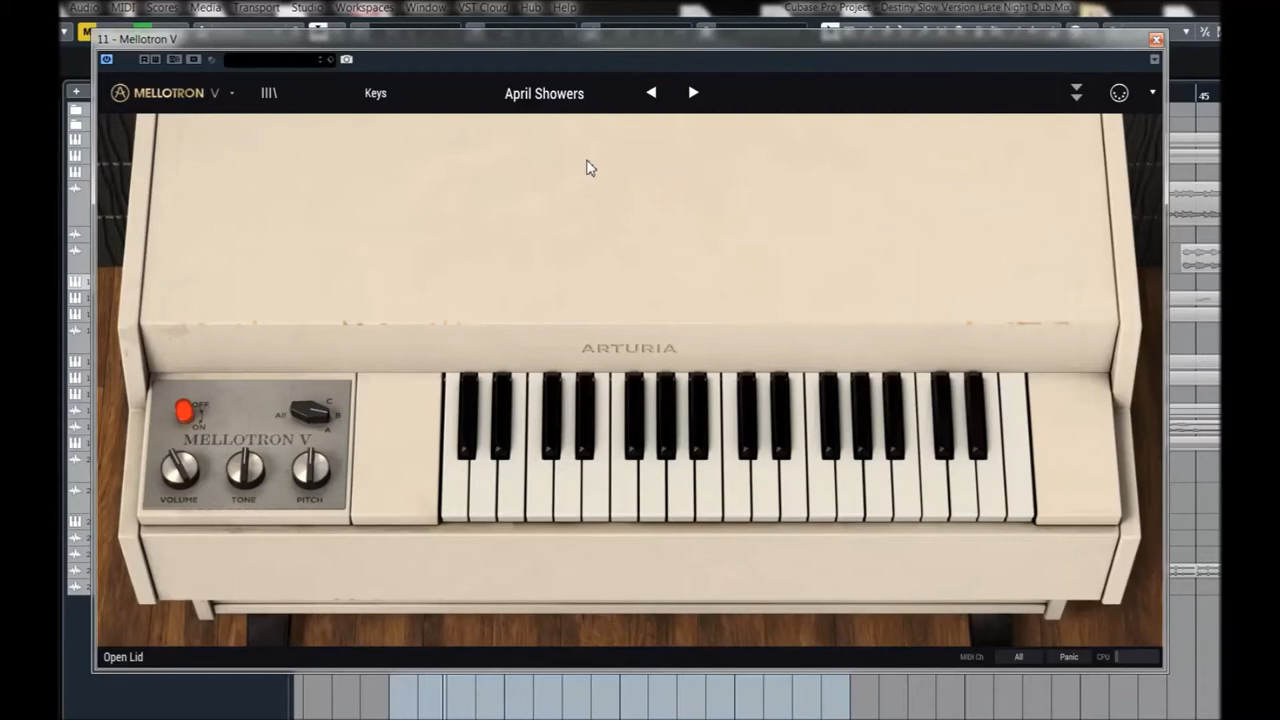 Audio MIDI Scores Media Transport Studio Workspaces Window VST Cloud Hub Help Cubase Pro Project - Destiny Slow Version (Late Night Dub Mix
11 - Mellotron V
MELLOTRON V Keys April Showers
45
ARTURIA
OFF
ON
C
All B
A
MELLOTRON V
VOLUME TONE PITCH
Open Lid MIDI Ch All Panic CPU